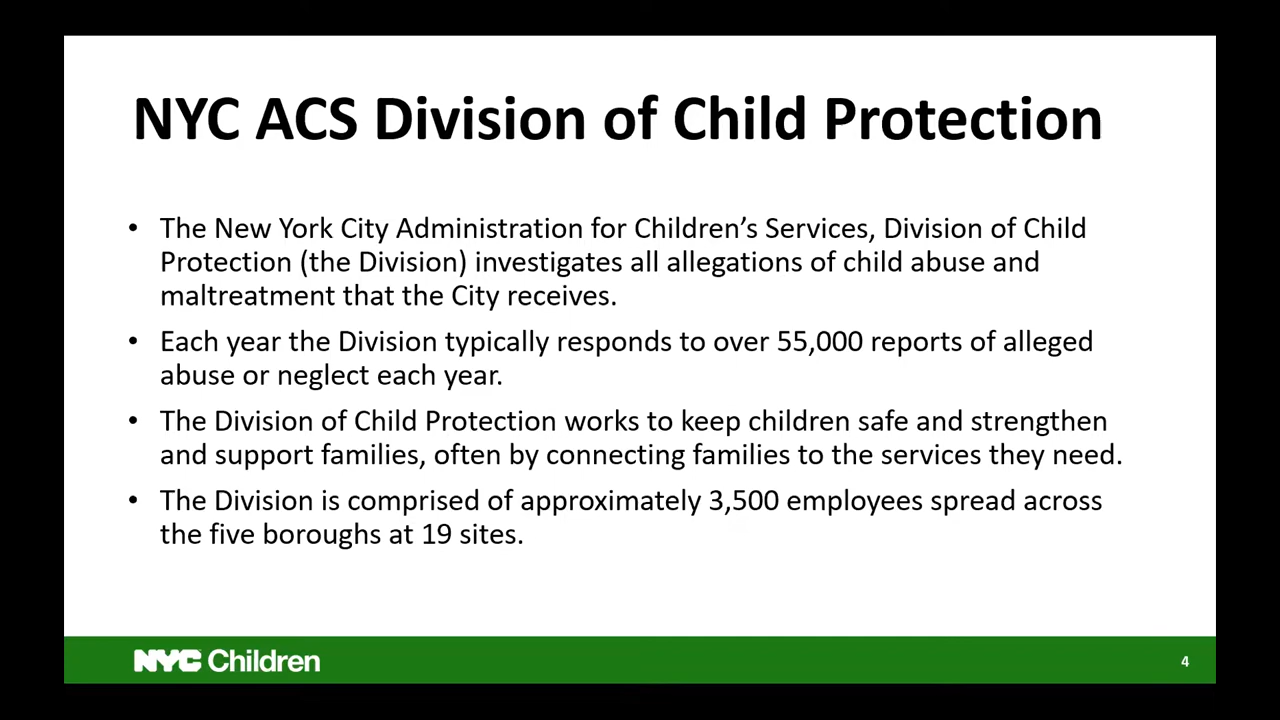 NYC ACS Division of Child Protection
• The New York City Administration for Children’s Services, Division of Child
Protection (the Division) investigates all allegations of child abuse and
maltreatment that the City receives.
• Each year the Division typically responds to over 55,000 reports of alleged
abuse or neglect each year.
• The Division of Child Protection works to keep children safe and strengthen
and support families, often by connecting families to the services they need.
• The Division is comprised of approximately 3,500 employees spread across
the five boroughs at 19 sites.
NYC Children
4